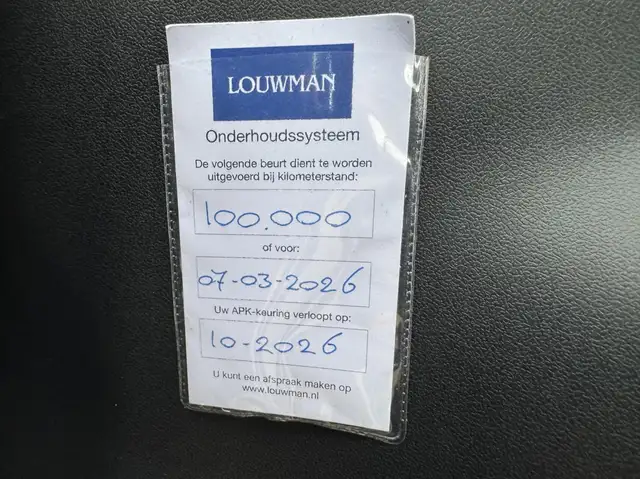 LOUWMAN
Onderhoudssysteem
De volgende beurt dient te worden
uitgevoerd bij kilometerstand:
100.000
of voor:
07-03-2026
Uw APK-keuring verloopt op:
10-2026
U kunt een afspraak maken op
www.louwman.nl